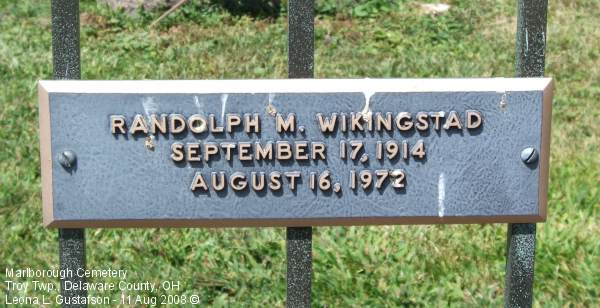 RANDOLPH M. WIKINGSTAD
SEPTEMBER 17, 1914
AUGUST 16, 1972
Marlborough Cemetery
Troy Twp., Delaware County, OH
Leona L. Gustafson - 11 Aug 2008 ©